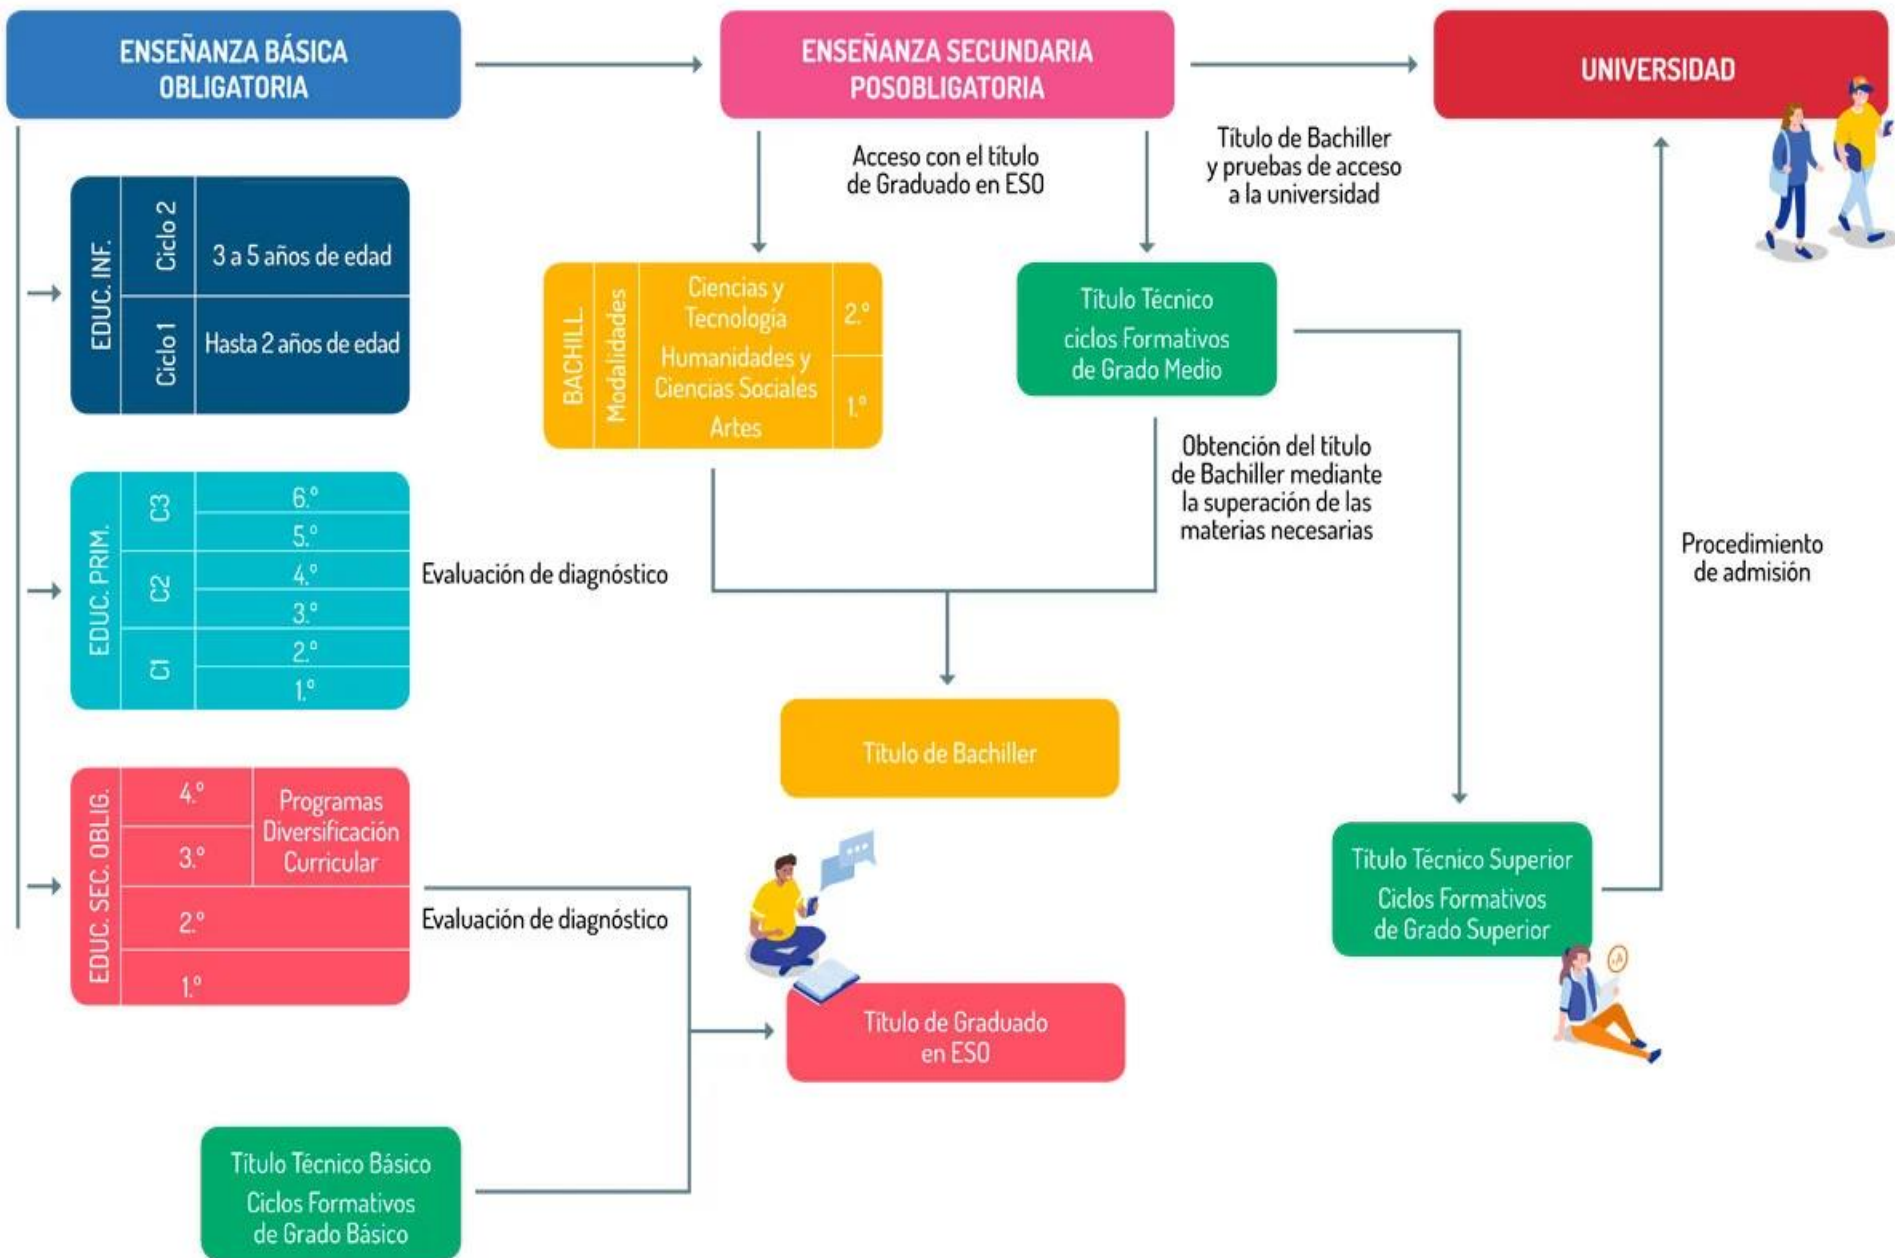 ENSEÑANZA BÁSICA
OBLIGATORIA
ENSEÑANZA SECUNDARIA
POSOBLIGATORIA
UNIVERSIDAD
Acceso con el título
de Graduado en ESO
Título de Bachiller
y pruebas de acceso
a la universidad
EDUC. INF.
Ciclo 2
3 a 5 años de edad
Ciclo 1
Hasta 2 años de edad
BACHILL.
Modalidades
Ciencias y
Tecnología
Humanidades y
Ciencias Sociales
Artes
2.º
1.º
Título Técnico
ciclos Formativos
de Grado Medio
Obtención del título
de Bachiller mediante
la superación de las
materias necesarias
Procedimiento
de admisión
EDUC. PRIM.
C3
6.º
5.º
C2
4.º
3.º
C1
2.º
1.º
Evaluación de diagnóstico
Título de Bachiller
EDUC. SEC. OBLIG.
4.º
3.º
Programas
Diversificación
Curricular
2.º
1.º
Evaluación de diagnóstico
Título Técnico Superior
Ciclos Formativos
de Grado Superior
Título de Graduado
en ESO
Título Técnico Básico
Ciclos Formativos
de Grado Básico